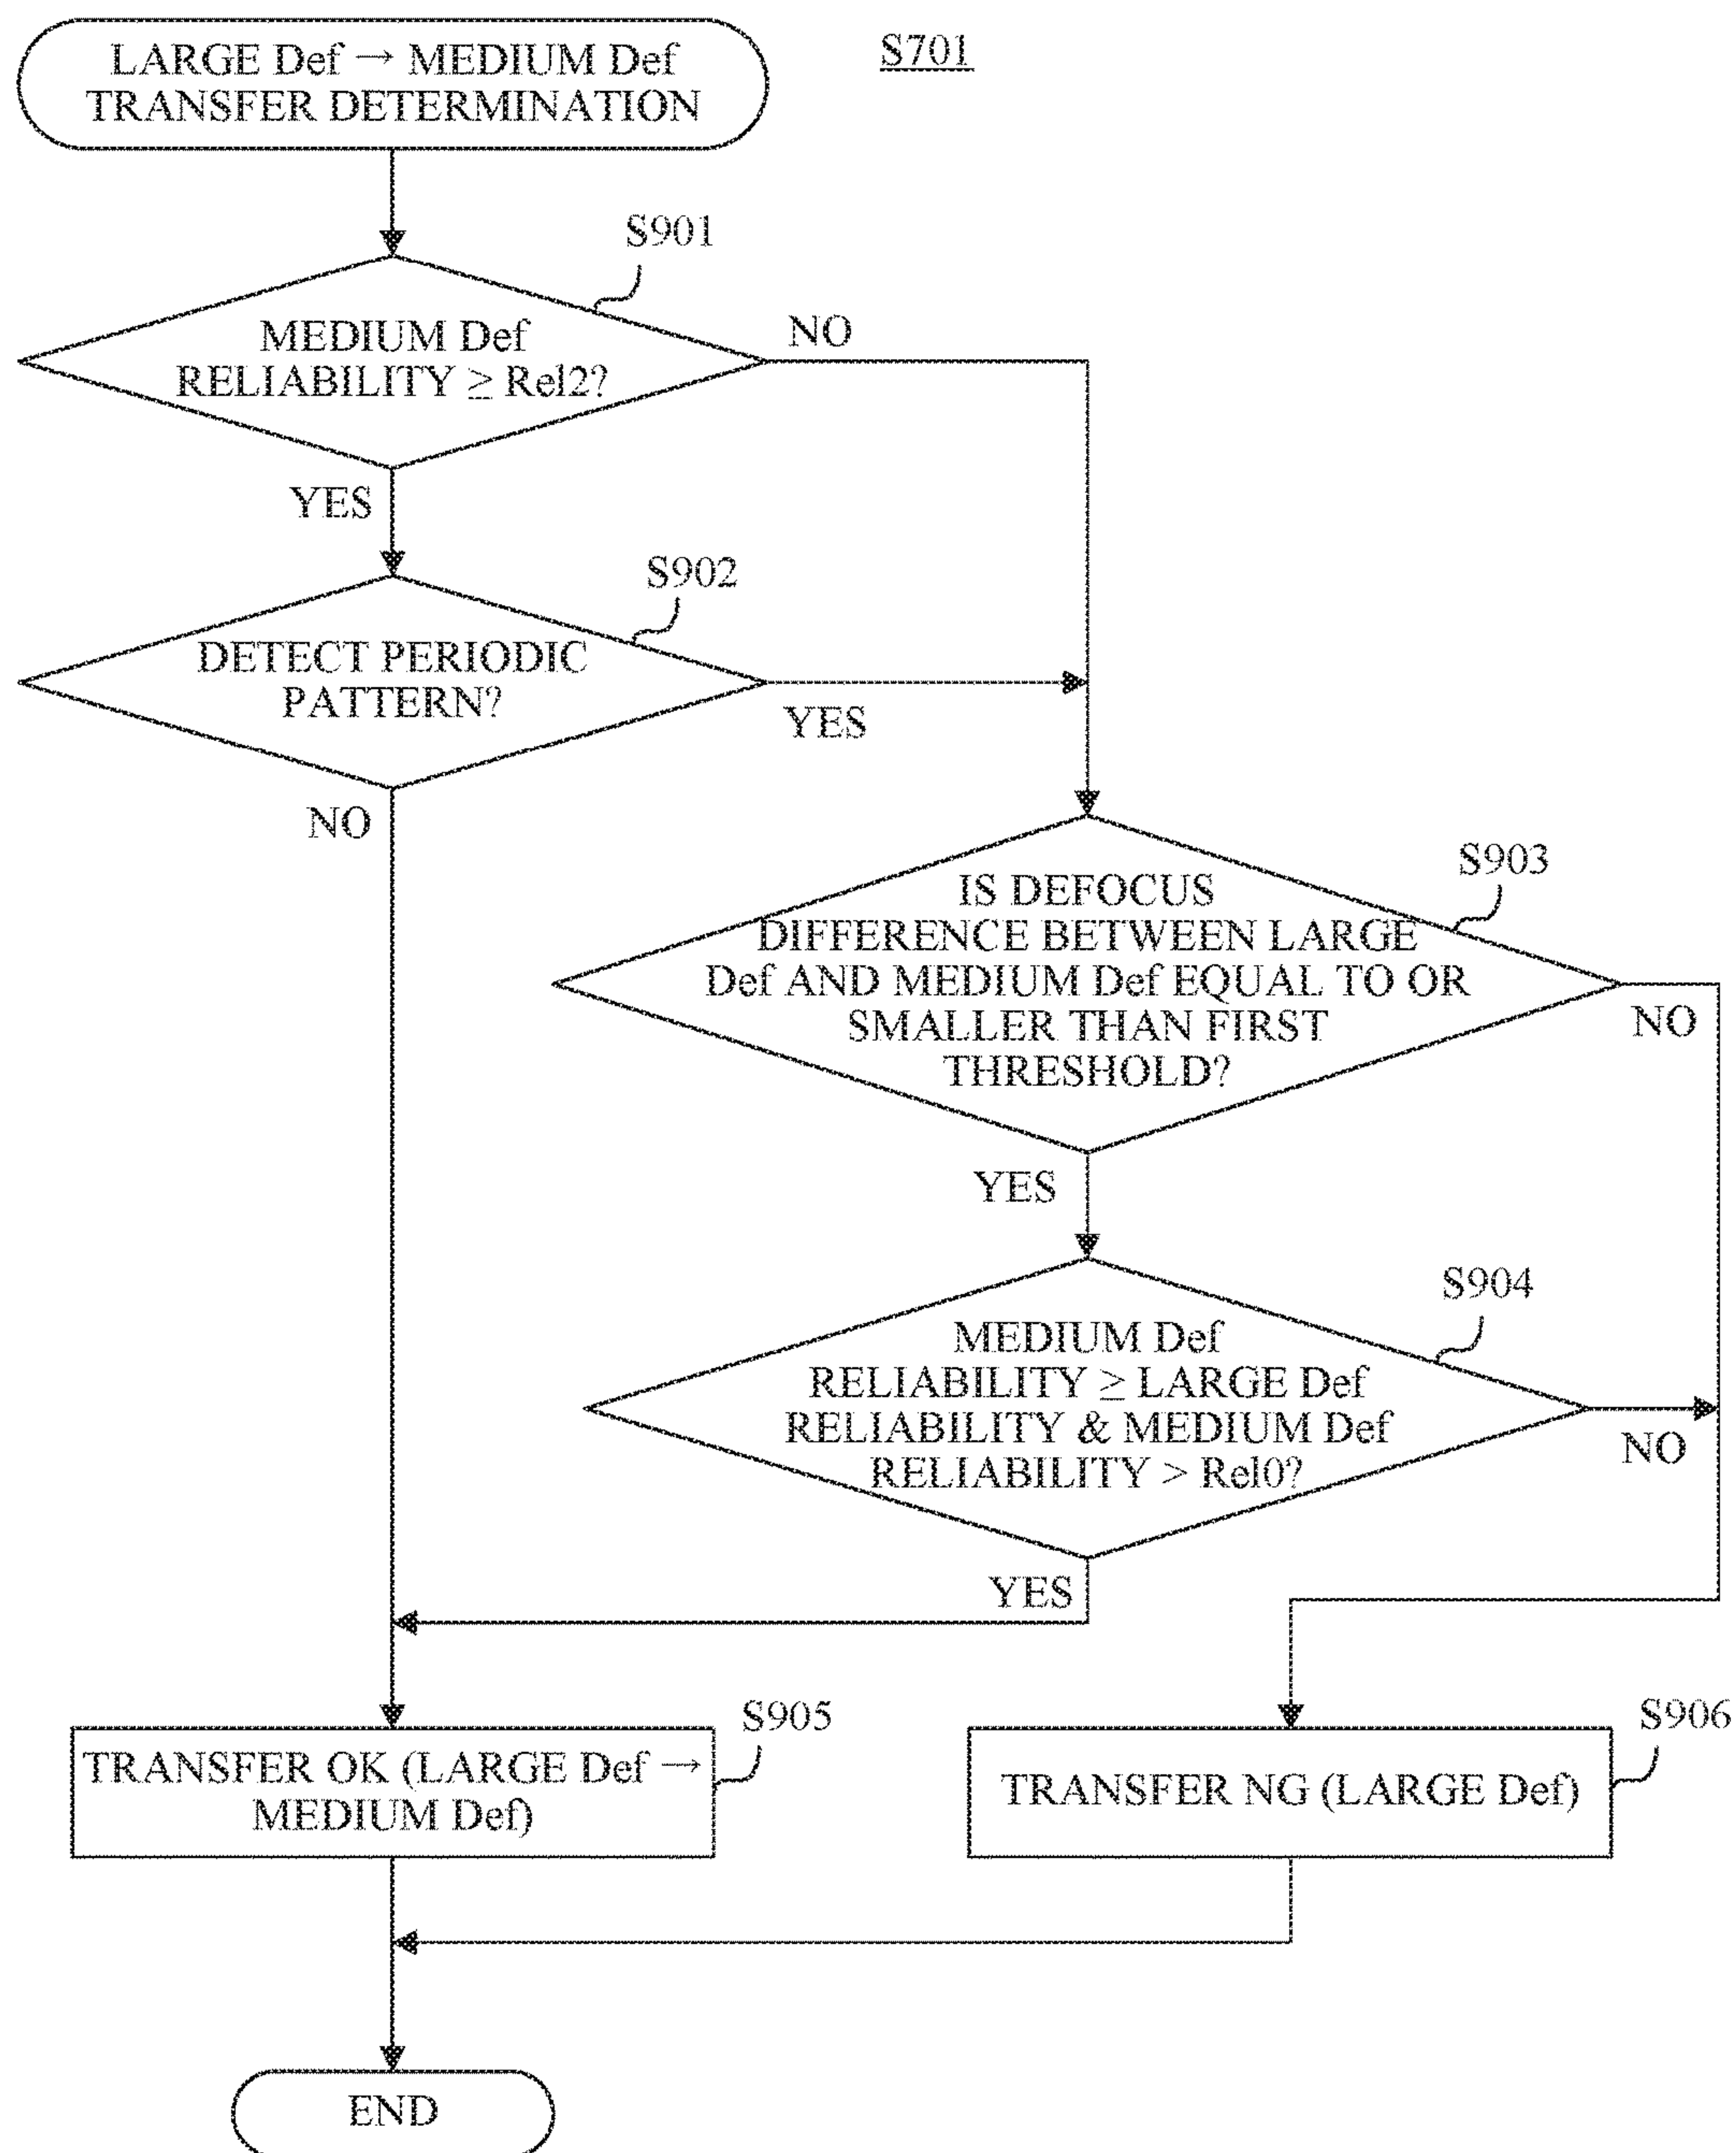 LARGE Def → MEDIUM Def
TRANSFER DETERMINATION
S701
S901
MEDIUM Def
RELIABILITY ≥ Rel2?
NO
YES
S902
DETECT PERIODIC
PATTERN?
YES
NO
S903
IS DEFOCUS
DIFFERENCE BETWEEN LARGE
Def AND MEDIUM Def EQUAL TO OR
SMALLER THAN FIRST
THRESHOLD?
NO
YES
S904
MEDIUM Def
RELIABILITY ≥ LARGE Def
RELIABILITY & MEDIUM Def
RELIABILITY > Rel0?
NO
YES
S905
TRANSFER OK (LARGE Def →
MEDIUM Def)
S906
TRANSFER NG (LARGE Def)
END